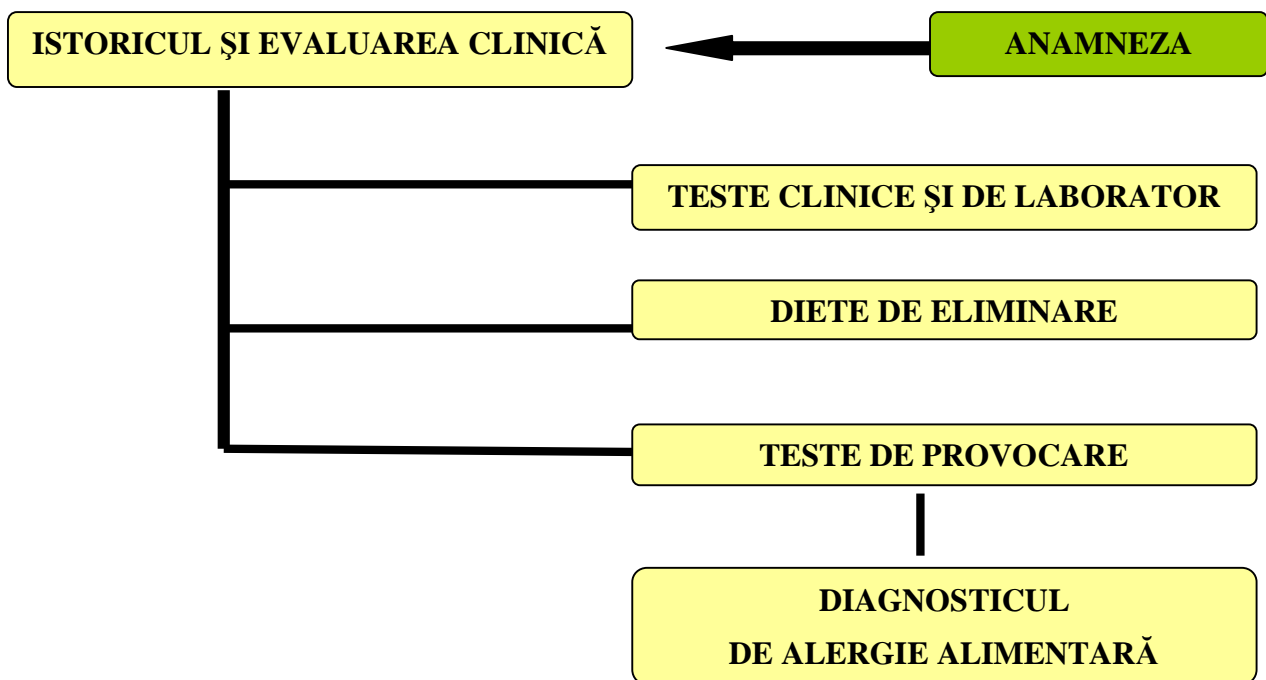 ISTORICUL ŞI EVALUAREA CLINICĂ
ANAMNEZA
TESTE CLINICE ŞI DE LABORATOR
DIETE DE ELIMINARE
TESTE DE PROVOCARE
DIAGNOSTICUL
DE ALERGIE ALIMENTARĂ